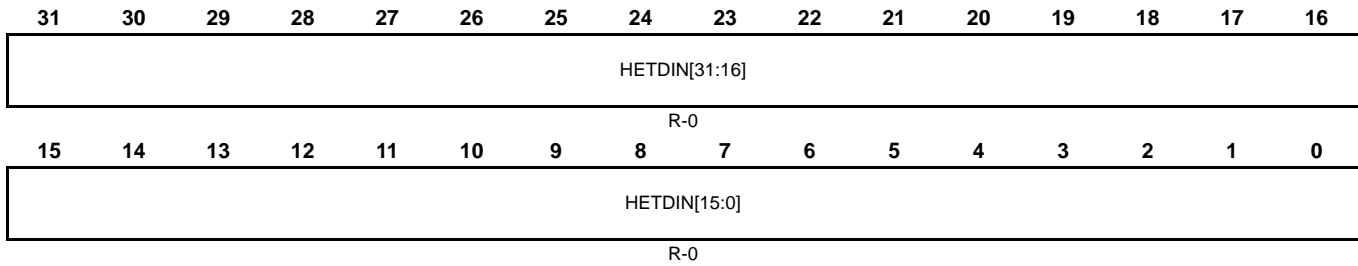 31 30 29 28 27 26 25 24 23 22 21 20 19 18 17 16
HETDIN[31:16]
R-0
15 14 13 12 11 10 9 8 7 6 5 4 3 2 1 0
HETDIN[15:0]
R-0